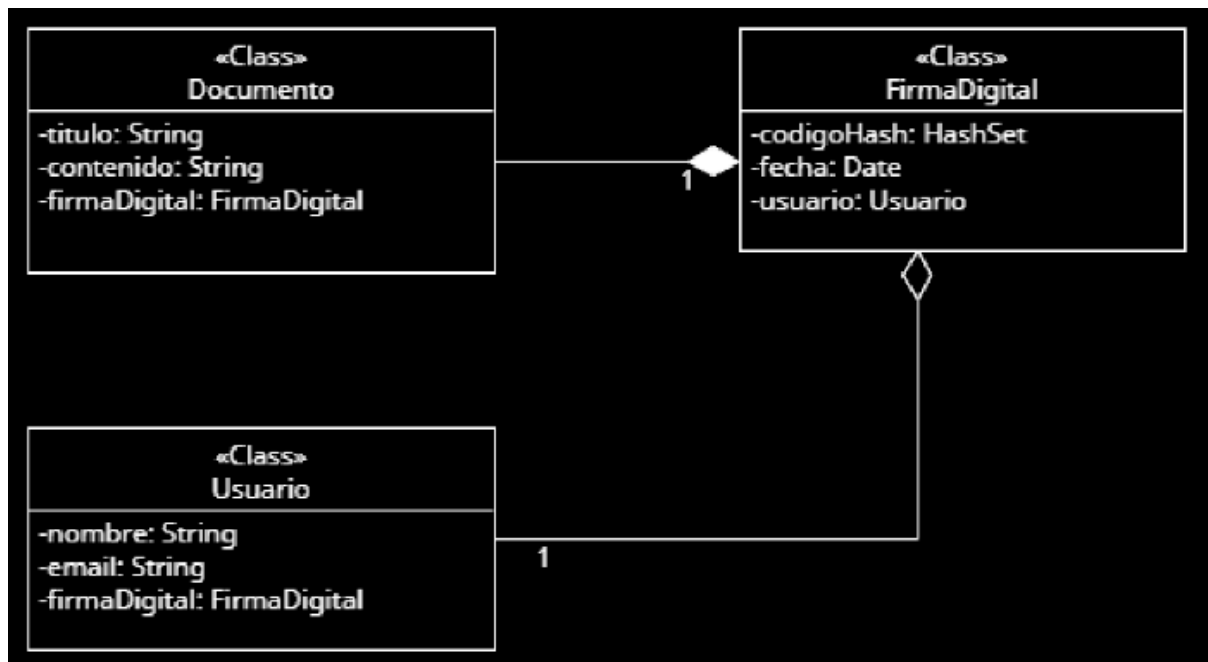 «Class»
Documento
-titulo: String
-contenido: String
-firmaDigital: FirmaDigital
«Class»
FirmaDigital
-codigoHash: HashSet
-fecha: Date
-usuario: Usuario
1
«Class»
Usuario
-nombre: String
-email: String
-firmaDigital: FirmaDigital
1